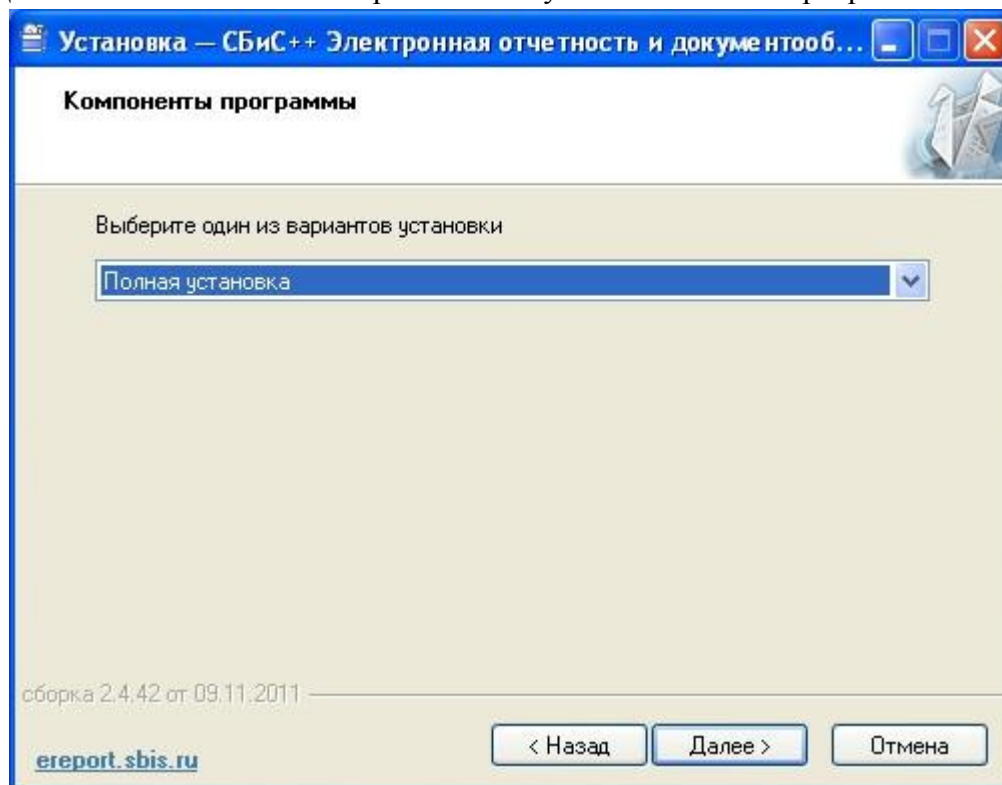 Установка — СБиС++ Электронная отчетность и документооб...
Компоненты программы
Выберите один из вариантов установки
Полная установка
сборка 2.4.42 от 09.11.2011
ereport.sbis.ru
< Назад
Далее >
Отмена